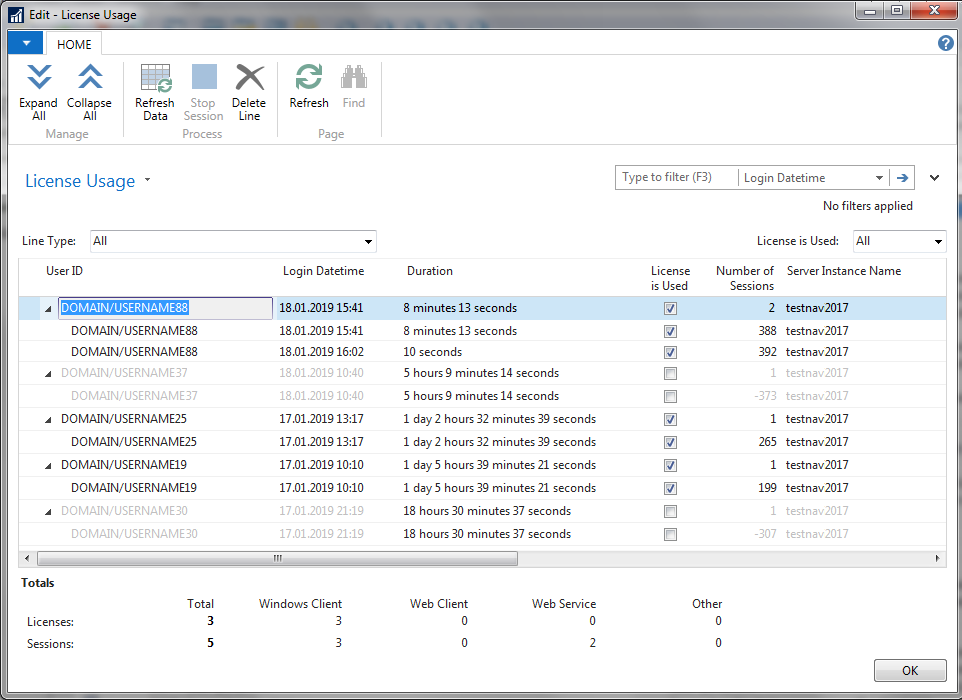 Edit - License Usage
HOME
Expand All
Collapse All
Refresh Data
Stop Session
Delete Line
Refresh
Find
Manage
Process
Page
License Usage
Type to filter (F3) Login Datetime
No filters applied
Line Type: All License is Used: All
User ID Login Datetime Duration License is Used Number of Sessions Server Instance Name
DOMAIN/USERNAME88 18.01.2019 15:41 8 minutes 13 seconds 2 testnav2017
DOMAIN/USERNAME88 18.01.2019 15:41 8 minutes 13 seconds 388 testnav2017
DOMAIN/USERNAME88 18.01.2019 16:02 10 seconds 392 testnav2017
DOMAIN/USERNAME37 18.01.2019 10:40 5 hours 9 minutes 14 seconds 1 testnav2017
DOMAIN/USERNAME37 18.01.2019 10:40 5 hours 9 minutes 14 seconds -373 testnav2017
DOMAIN/USERNAME25 17.01.2019 13:17 1 day 2 hours 32 minutes 39 seconds 1 testnav2017
DOMAIN/USERNAME25 17.01.2019 13:17 1 day 2 hours 32 minutes 39 seconds 265 testnav2017
DOMAIN/USERNAME19 17.01.2019 10:10 1 day 5 hours 39 minutes 21 seconds 1 testnav2017
DOMAIN/USERNAME19 17.01.2019 10:10 1 day 5 hours 39 minutes 21 seconds 199 testnav2017
DOMAIN/USERNAME30 17.01.2019 21:19 18 hours 30 minutes 37 seconds 1 testnav2017
DOMAIN/USERNAME30 17.01.2019 21:19 18 hours 30 minutes 37 seconds -307 testnav2017
Totals
Total Windows Client Web Client Web Service Other
Licenses: 3 3 0 0 0
Sessions: 5 3 0 2 0
OK